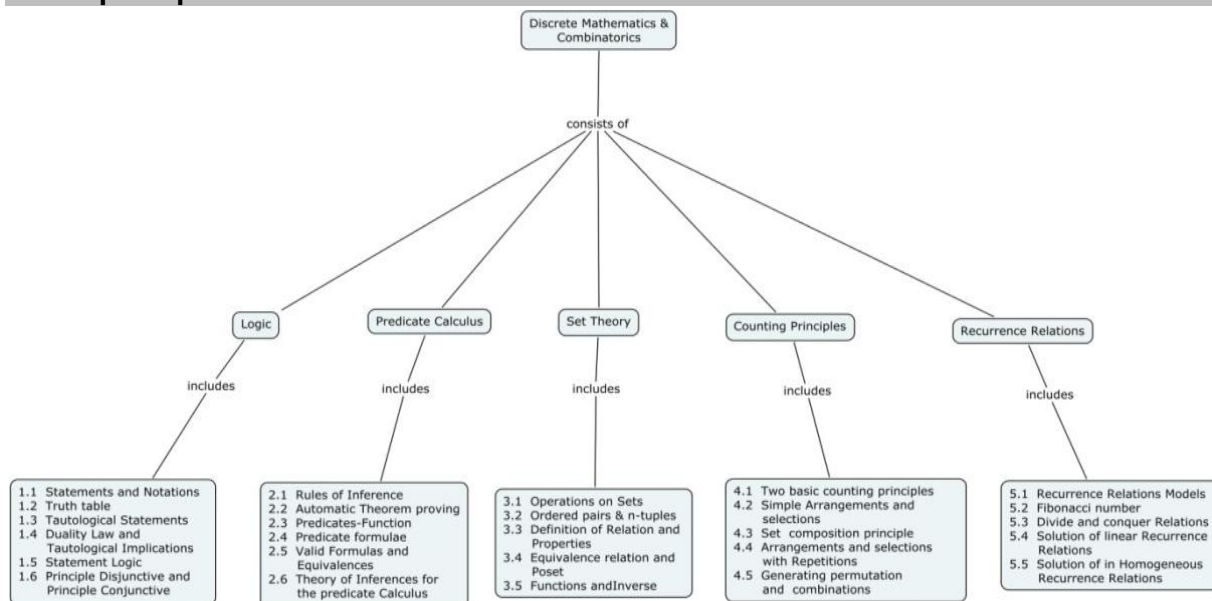 Discrete Mathematics &
Combinatorics
consists of
Logic
Predicate Calculus
Set Theory
Counting Principles
Recurrence Relations
includes
includes
includes
includes
includes
1.1 Statements and Notations
1.2 Truth table
1.3 Tautological Statements
1.4 Duality Law and
Tautological Implications
1.5 Statement Logic
1.6 Principle Disjunctive and
Principle Conjunctive
2.1 Rules of Inference
2.2 Automatic Theorem proving
2.3 Predicates-Function
2.4 Predicate formulae
2.5 Valid Formulas and
Equivalences
2.6 Theory of Inferences for
the predicate Calculus
3.1 Operations on Sets
3.2 Ordered pairs & n-tuples
3.3 Definition of Relation and
Properties
3.4 Equivalence relation and
Poset
3.5 Functions andInverse
4.1 Two basic counting principles
4.2 Simple Arrangements and
selections
4.3 Set composition principle
4.4 Arrangements and selections
with Repetitions
4.5 Generating permutation
and combinations
5.1 Recurrence Relations Models
5.2 Fibonacci number
5.3 Divide and conquer Relations
5.4 Solution of linear Recurrence
Relations
5.5 Solution of in Homogeneous
Recurrence Relations